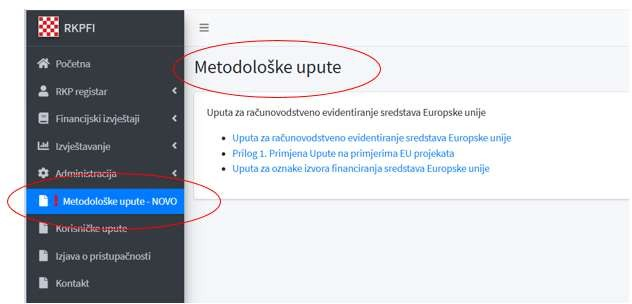 RKPFI
Početna
RKP registar
Financijski izvještaji
Izvještavanje
Administracija
! Metodološke upute - NOVO
Korisničke upute
Izjava o pristupačnosti
Kontakt
Metodološke upute
Uputa za računovodstveno evidentiranje sredstava Europske unije
Uputa za računovodstveno evidentiranje sredstava Europske unije
Prilog 1. Primjena Upute na primjerima EU projekata
Uputa za oznake izvora financiranja sredstava Europske unije